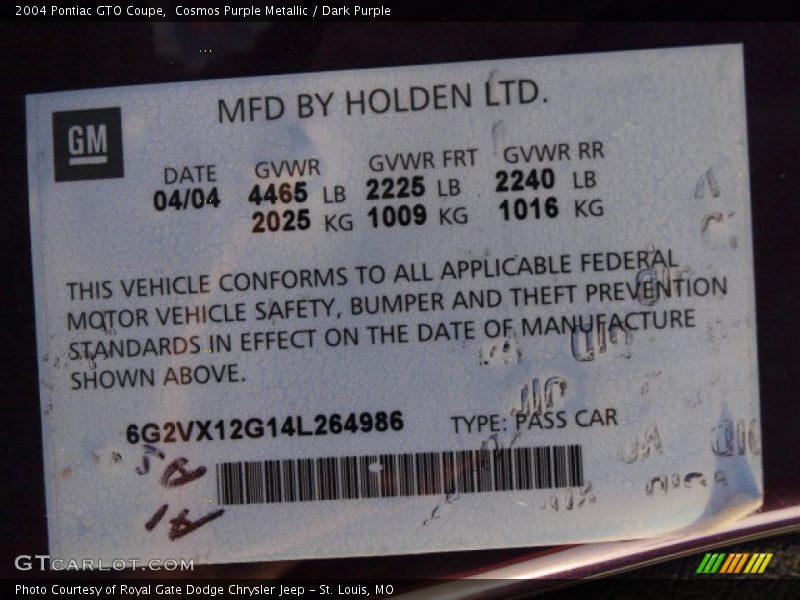 2004 Pontiac GTO Coupe,  Cosmos Purple Metallic / Dark Purple
MFD BY HOLDEN LTD.
GM
DATE GVWR GVWR FRT GVWR RR
04/04 4465 LB 2225 LB 2240 LB
2025 KG 1009 KG 1016 KG
THIS VEHICLE CONFORMS TO ALL APPLICABLE FEDERAL
MOTOR VEHICLE SAFETY, BUMPER AND THEFT PREVENTION
STANDARDS IN EFFECT ON THE DATE OF MANUFACTURE
SHOWN ABOVE.
6G2VX12G14L264986 TYPE: PASS CAR
GTCARLOT.COM
Photo Courtesy of Royal Gate Dodge Chrysler Jeep – St. Louis, MO